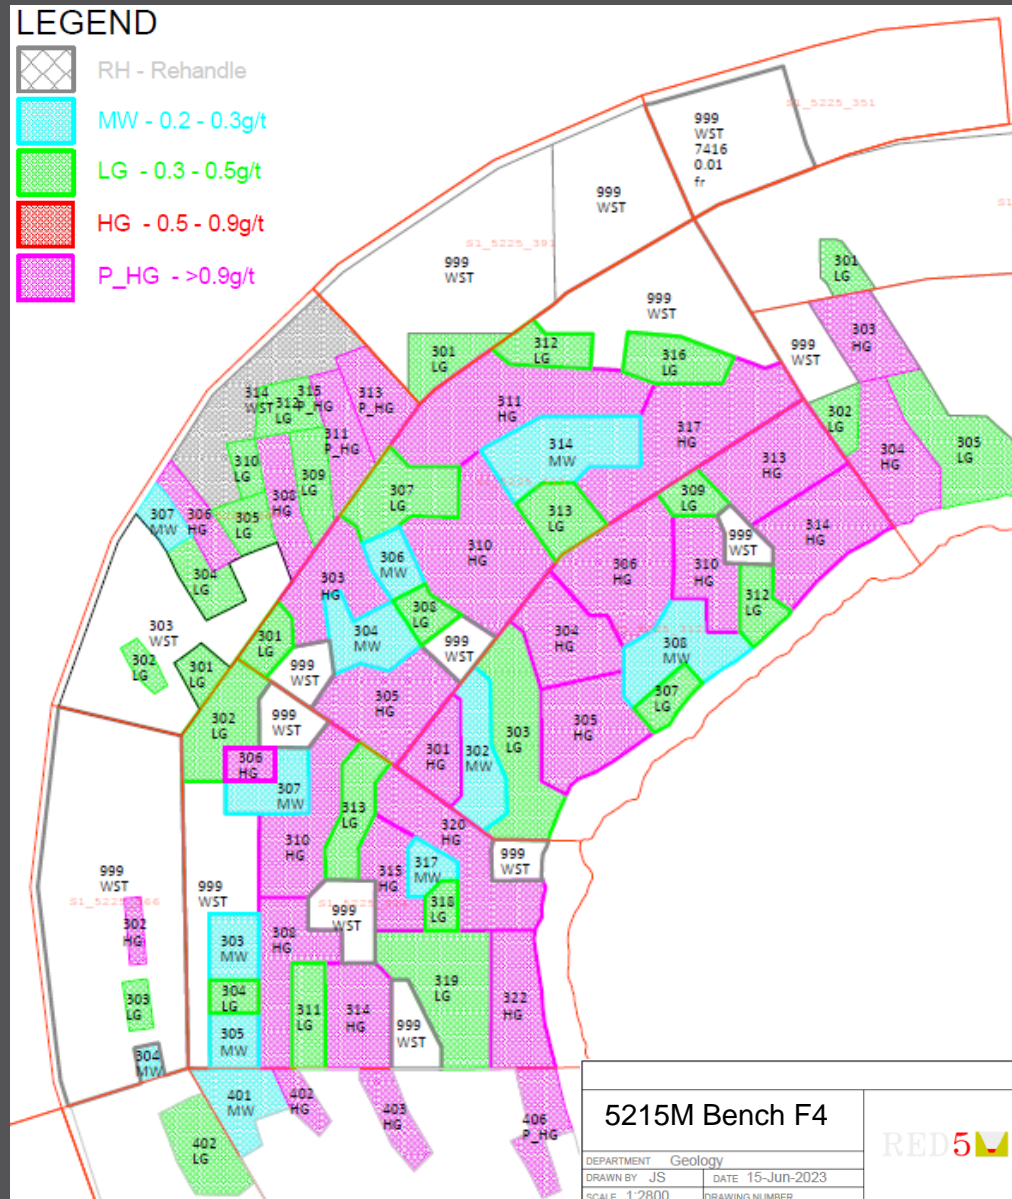 LEGEND
RH - Rehandle
MW - 0.2 - 0.3g/t
LG - 0.3 - 0.5g/t
HG - 0.5 - 0.9g/t
P_HG - >0.9g/t
S1_5225_351
999
WST
7416
0.01
fr
999
WST
S1
S1_5225_391
999
WST
301
LG
999
WST
303
HG
999
WST
312
LG
301
LG
316
LG
313
P_HG
315
P_HG
314
WST
312
LG
311
HG
302
LG
317
HG
311
P_HG
314
MW
304
HG
305
LG
313
HG
310
LG
309
LG
307
LG
309
LG
308
HG
313
LG
314
HG
307
MW
306
HG
305
LG
999
WST
310
HG
306
MW
306
HG
310
HG
304
LG
303
HG
312
LG
308
LG
303
WST
301
LG
304
MW
304
HG
999
WST
308
MW
302
LG
301
LG
999
WST
307
LG
305
HG
302
LG
999
WST
305
HG
303
LG
301
HG
302
MW
306
HG
307
MW
313
LG
320
HG
310
HG
999
WST
317
MW
315
HG
999
WST
999
WST
318
LG
999
WST
302
HG
308
HG
303
MW
319
LG
304
LG
303
LG
311
LG
314
HG
322
HG
999
WST
305
MW
304
MW
401
MW
402
HG
403
HG
406
P_HG
402
LG
5215M Bench F4
RED5
DEPARTMENT Geology
DRAWN BY JS
DATE 15-Jun-2023
SCALE 1:2800
DRAWING NUMBER